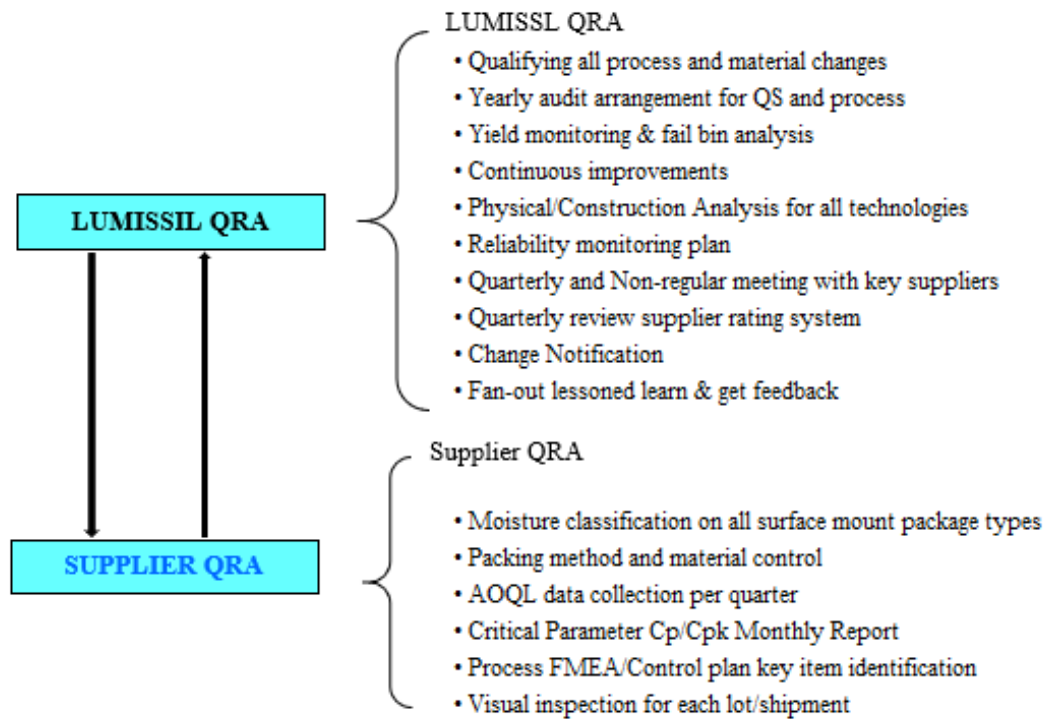 LUMISSL QRA
• Qualifying all process and material changes
• Yearly audit arrangement for QS and process
• Yield monitoring & fail bin analysis
• Continuous improvements
LUMISSIL QRA
• Physical/Construction Analysis for all technologies
• Reliability monitoring plan
• Quarterly and Non-regular meeting with key suppliers
• Quarterly review supplier rating system
• Change Notification
• Fan-out lessoned learn & get feedback
Supplier QRA
• Moisture classification on all surface mount package types
SUPPLIER QRA
• Packing method and material control
• AOQL data collection per quarter
• Critical Parameter Cp/Cpk Monthly Report
• Process FMEA/Control plan key item identification
• Visual inspection for each lot/shipment